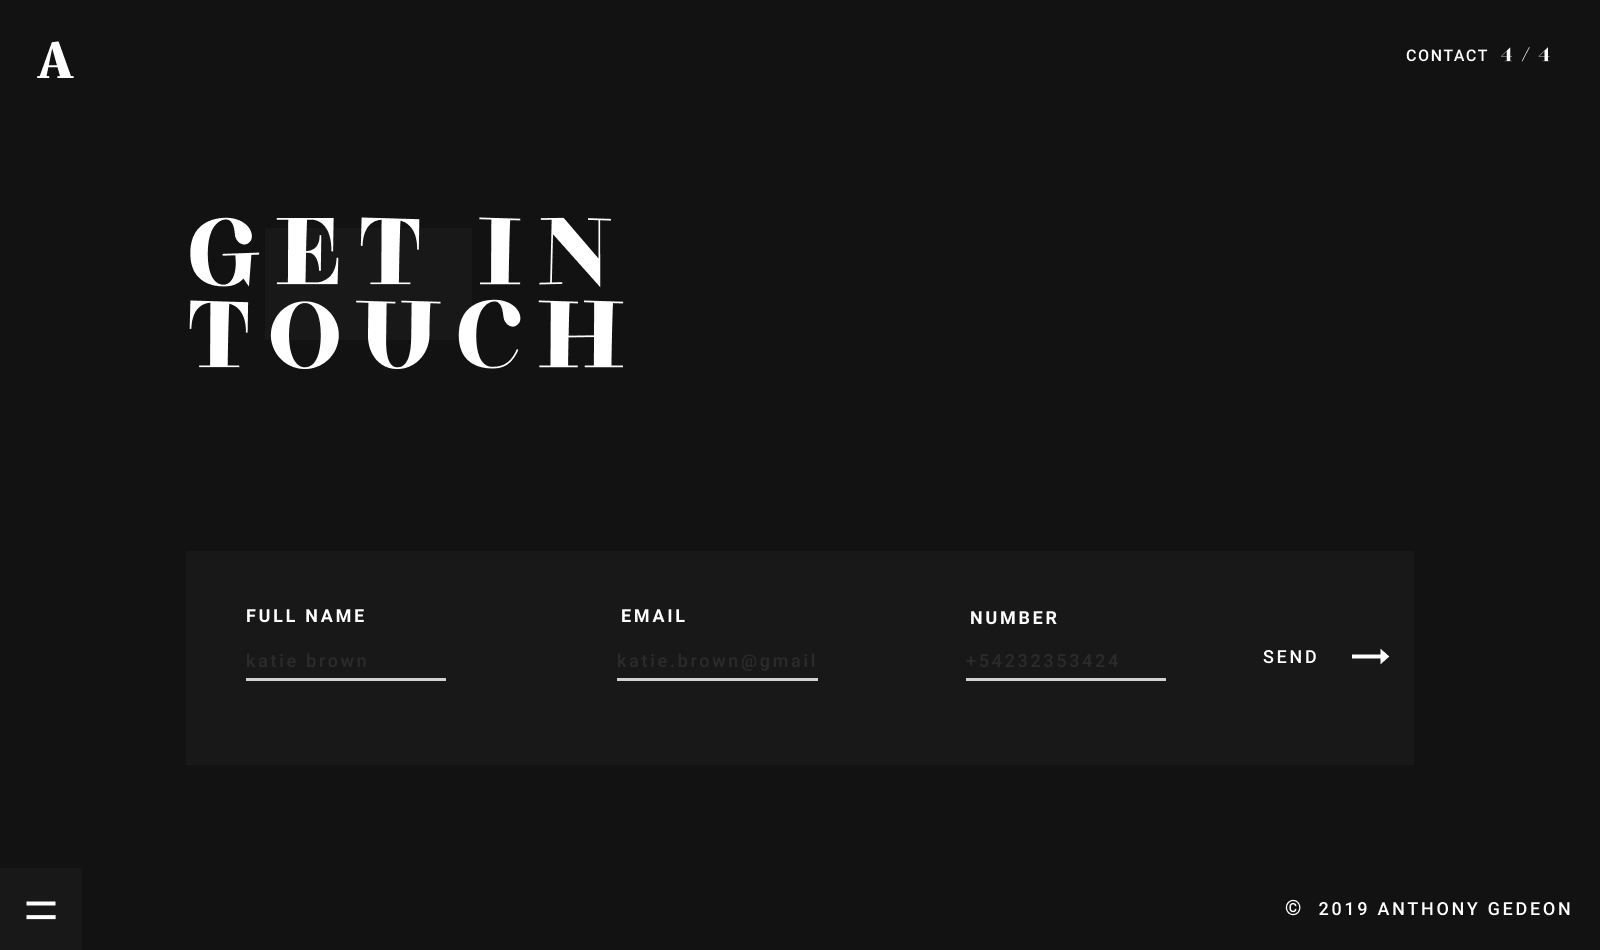 A
CONTACT 4 / 4
GET IN
TOUCH
FULL NAME
EMAIL
NUMBER
katie brown
katie.brown@gmail
+54232353424
SEND
© 2019 ANTHONY GEDEON